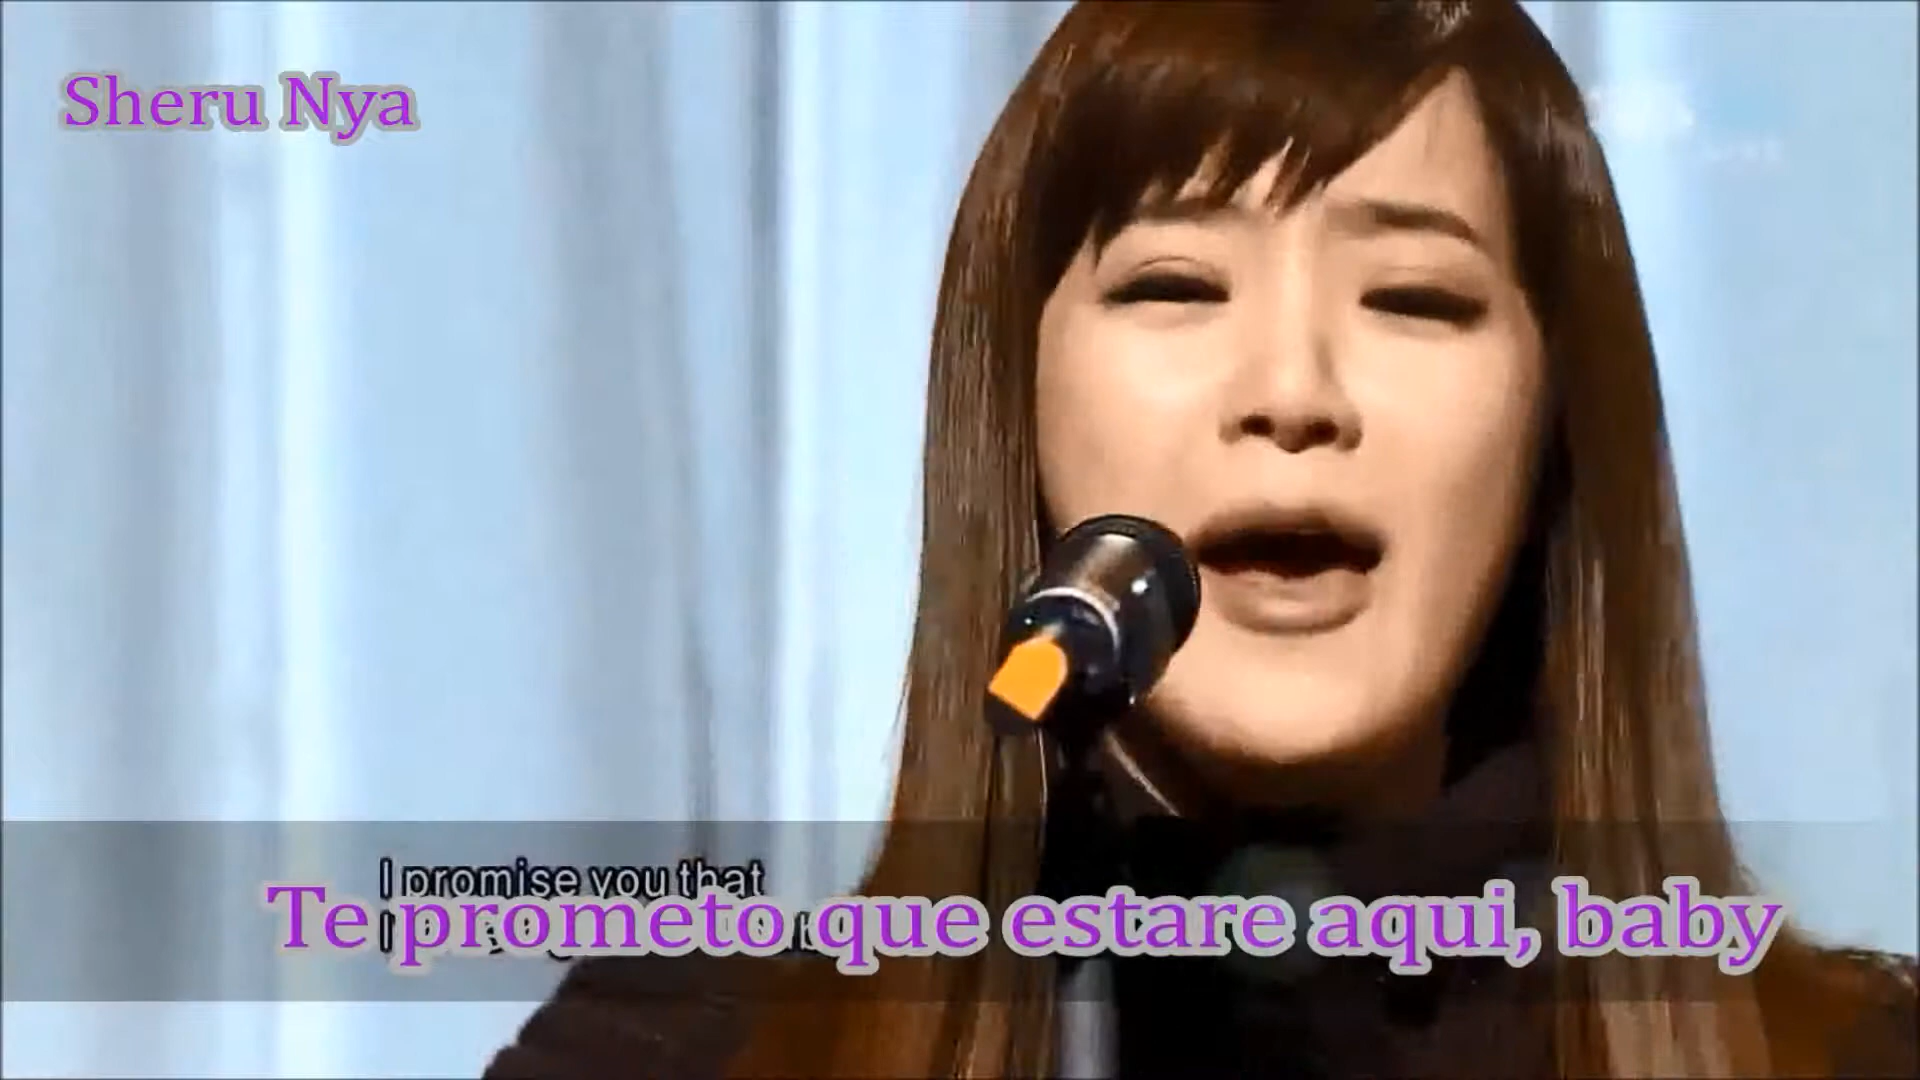 Sheru Nya
I promise you that
Te prometo que estare aqui, baby